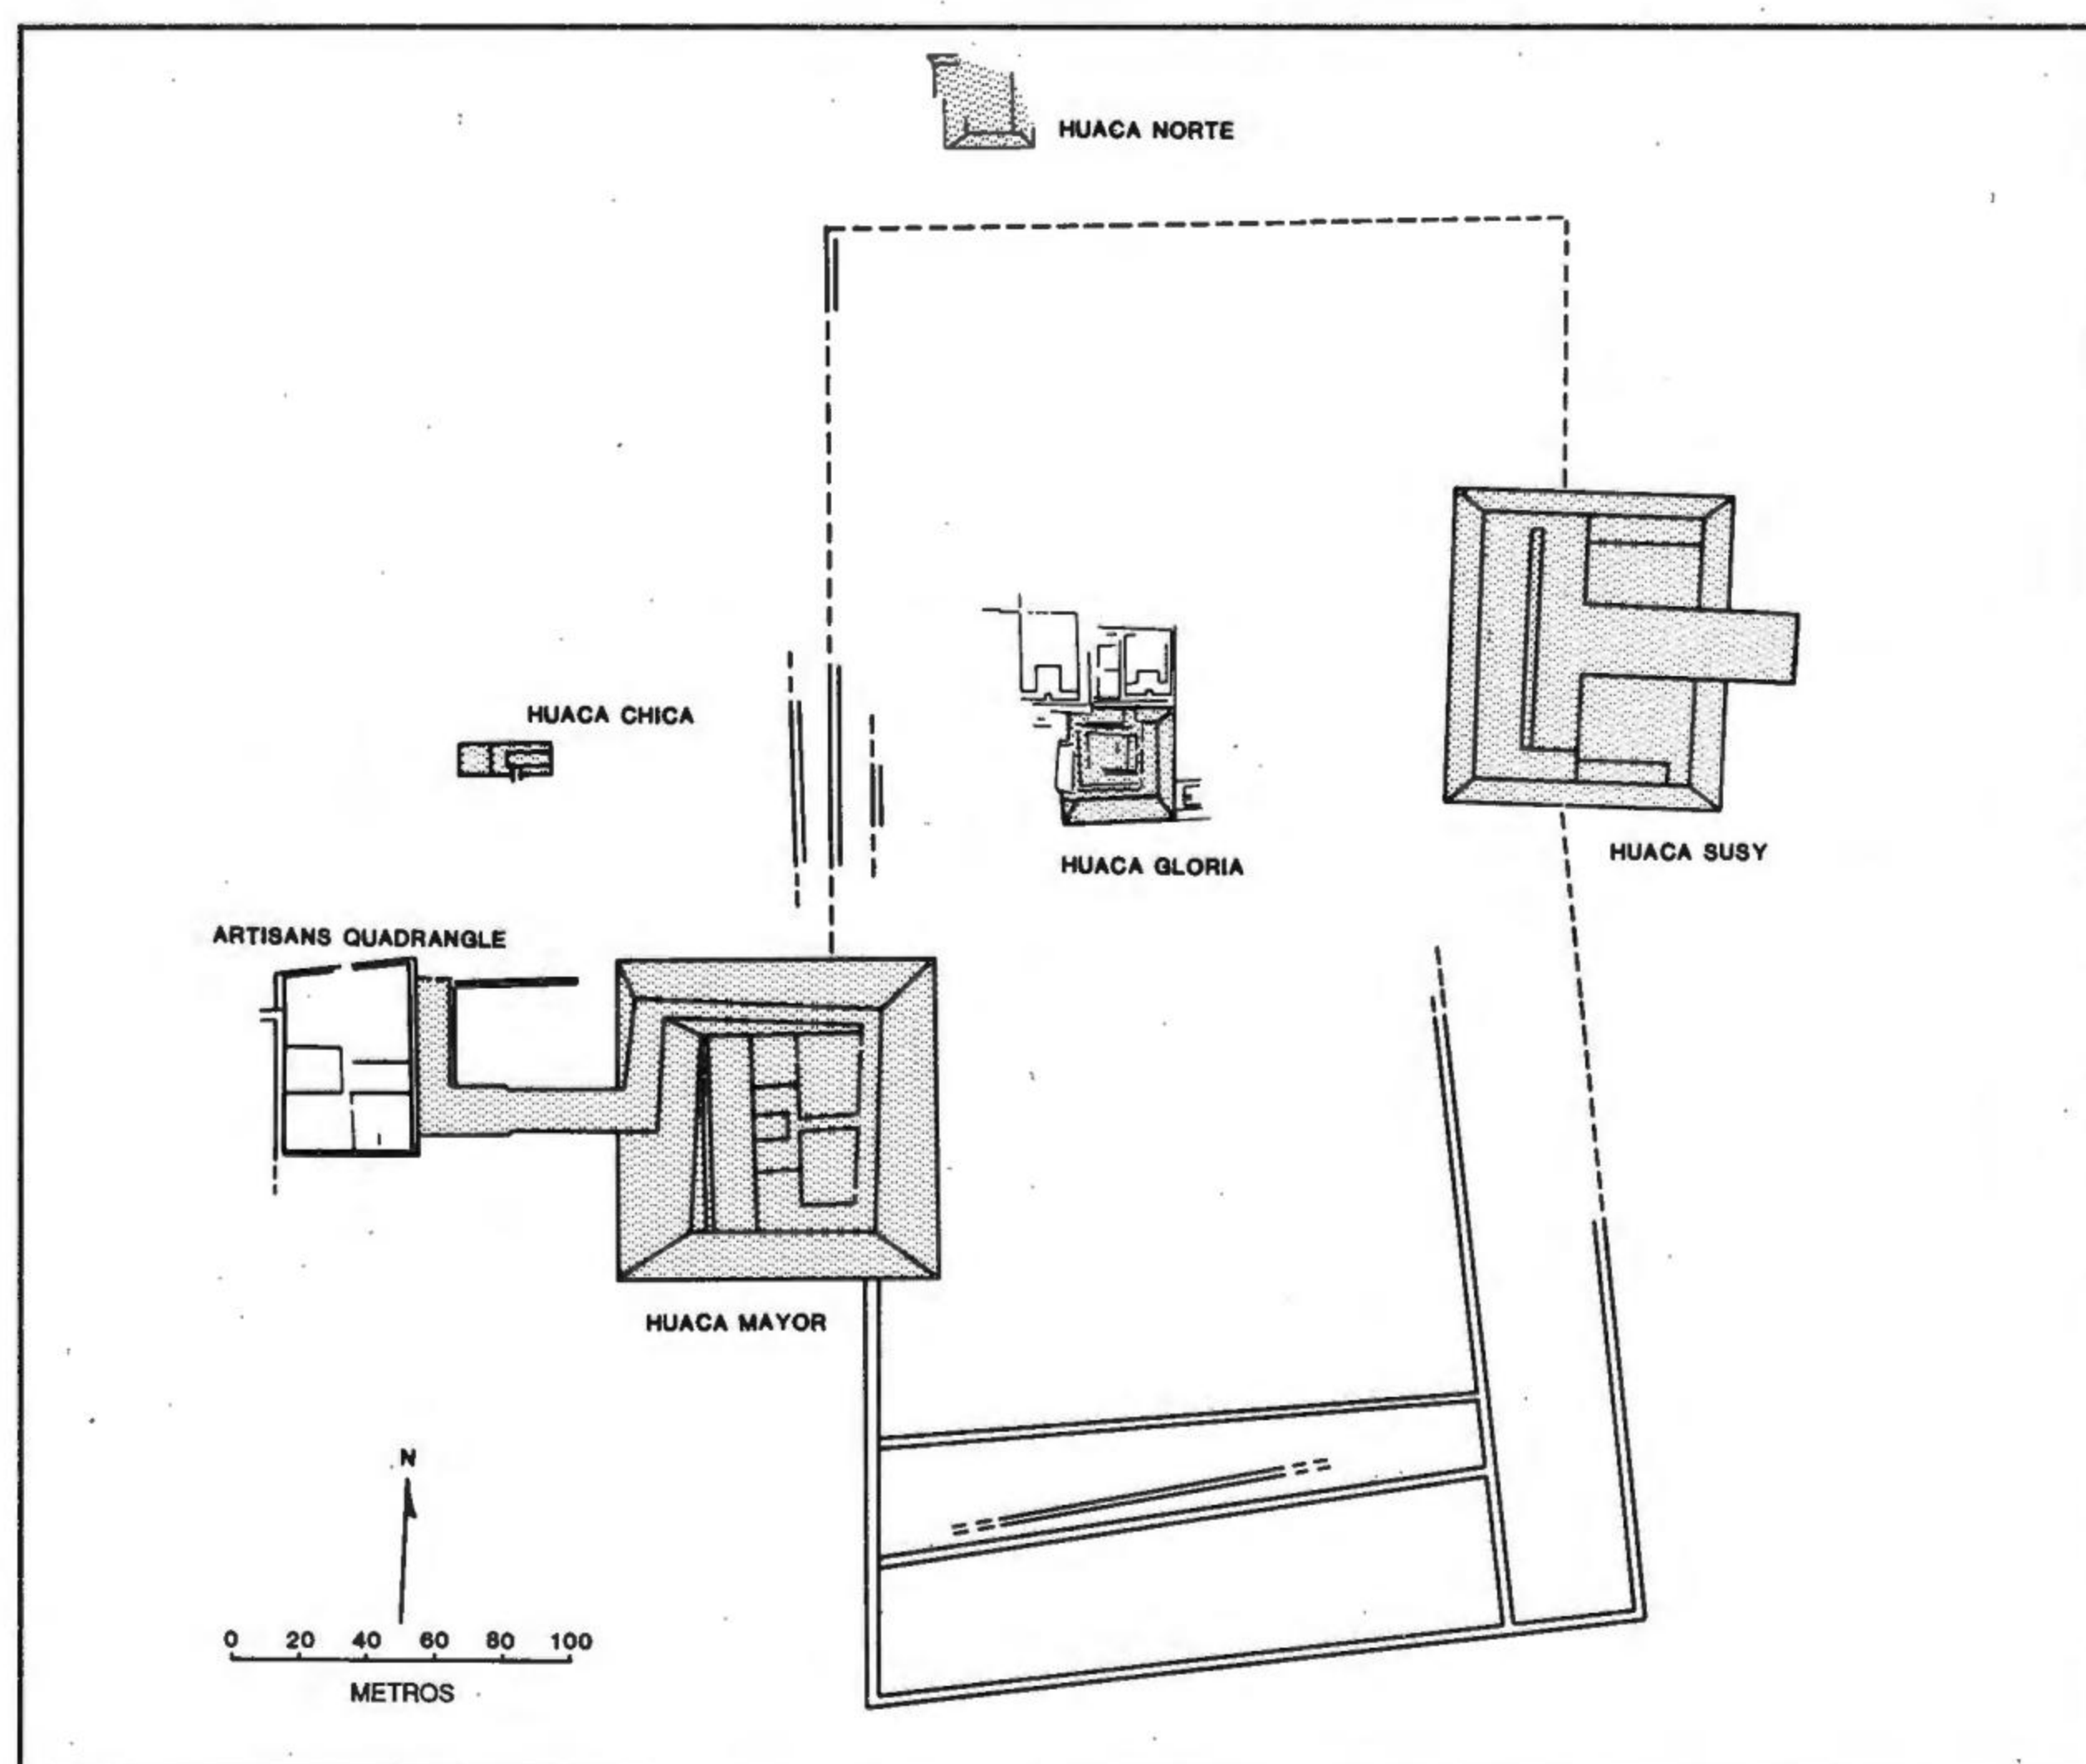 HUACA NORTE
HUACA CHICA
HUACA GLORIA
HUACA SUSY
ARTISANS QUADRANGLE
HUACA MAYOR
N
0 20 40 60 80 100
METROS